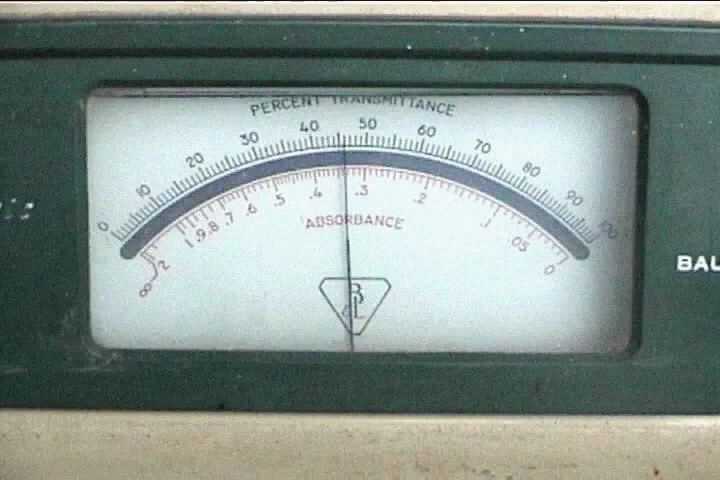 PERCENT TRANSMITTANCE
0 10 20 30 40 50 60 70 80 90 100
∞ 2 1 .9 .8 .7 .6 .5 .4 .3 .2 .1 .05 0
ABSORBANCE
B
L
BAL